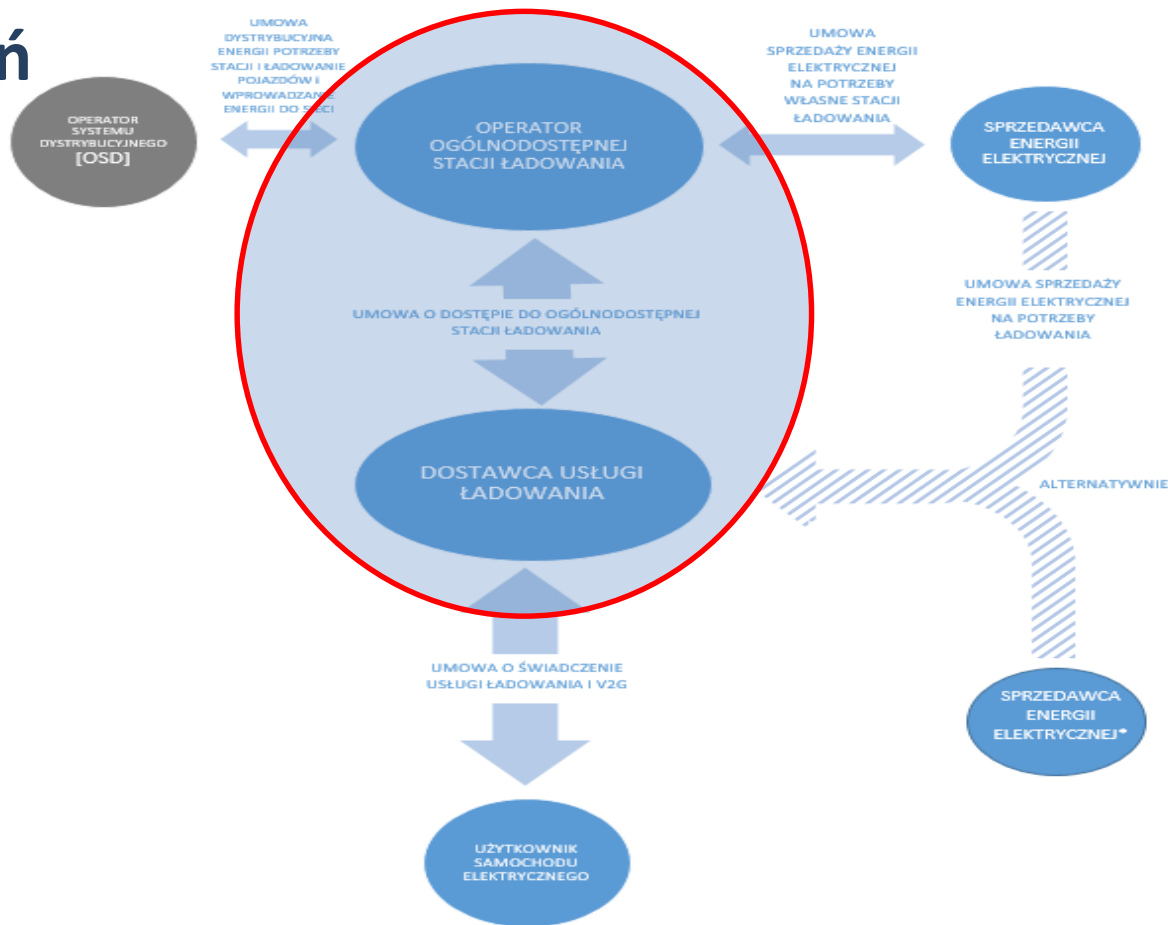 ń
UMOWA
DYSTRYBUCYJNA
ENERGII POTRZEBY
STACJI I ŁADOWANIE
POJAZDÓW I
WPROWADZANIE
ENERGII DO SIECI
OPERATOR
SYSTEMU
DYSTRYBUCYJNEGO
[OSD]
OPERATOR
OGÓLNODOSTĘPNEJ
STACJI ŁADOWANIA
UMOWA
SPRZEDAŻY ENERGII
ELEKTRYCZNEJ
NA POTRZEBY
WŁASNE STACJI
ŁADOWANIA
SPRZEDAWCA
ENERGII
ELEKTRYCZNEJ
UMOWA O DOSTĘPIE DO OGÓLNODOSTĘPNEJ
STACJI ŁADOWANIA
UMOWA SPRZEDAŻY
ENERGII ELEKTRYCZNEJ
NA POTRZEBY
ŁADOWANIA
DOSTAWCA USŁUGI
ŁADOWANIA
ALTERNATYWNIE
UMOWA O ŚWIADCZENIE
USŁUGI ŁADOWANIA I V2G
SPRZEDAWCA
ENERGII
ELEKTRYCZNEJ*
UŻYTKOWNIK
SAMOCHODU
ELEKTRYCZNEGO